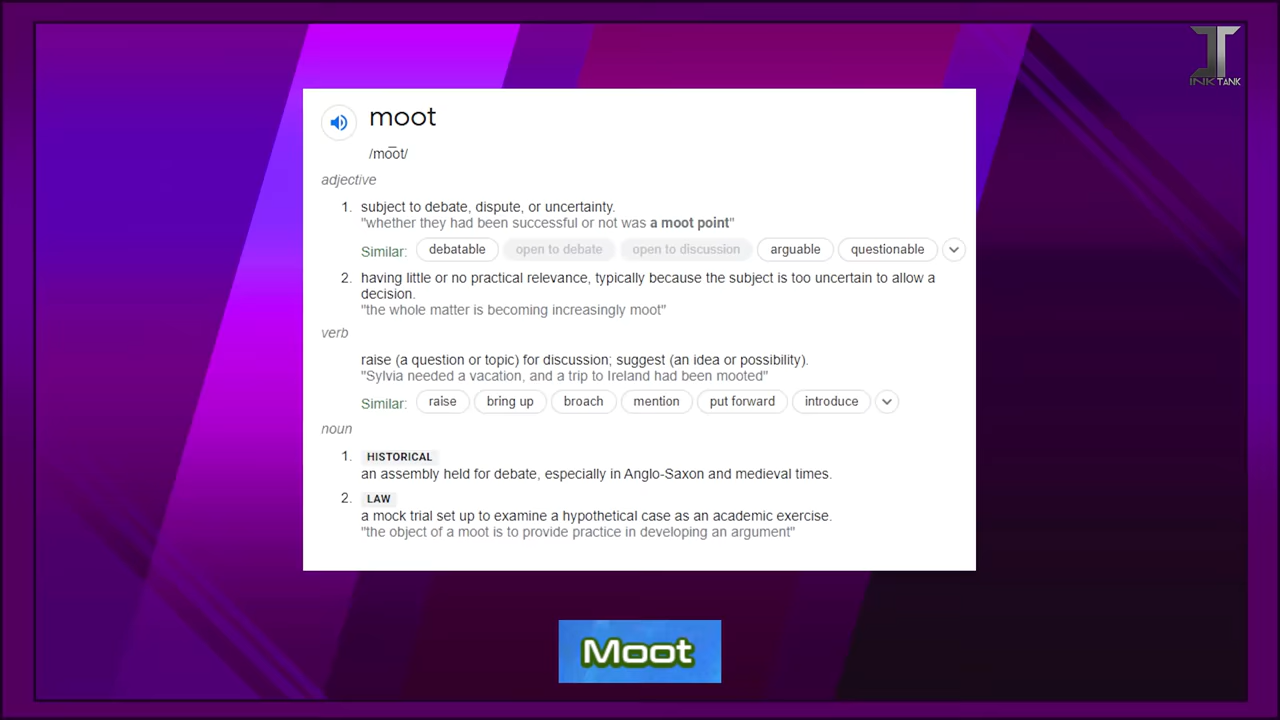 INK TANK
moot
/mo͞ot/
adjective
1. subject to debate, dispute, or uncertainty.
"whether they had been successful or not was a moot point"
Similar: debatable open to debate open to discussion arguable questionable
2. having little or no practical relevance, typically because the subject is too uncertain to allow a
decision.
"the whole matter is becoming increasingly moot"
verb
raise (a question or topic) for discussion; suggest (an idea or possibility).
"Sylvia needed a vacation, and a trip to Ireland had been mooted"
Similar: raise bring up broach mention put forward introduce
noun
1. HISTORICAL
an assembly held for debate, especially in Anglo-Saxon and medieval times.
2. LAW
a mock trial set up to examine a hypothetical case as an academic exercise.
"the object of a moot is to provide practice in developing an argument"
Moot